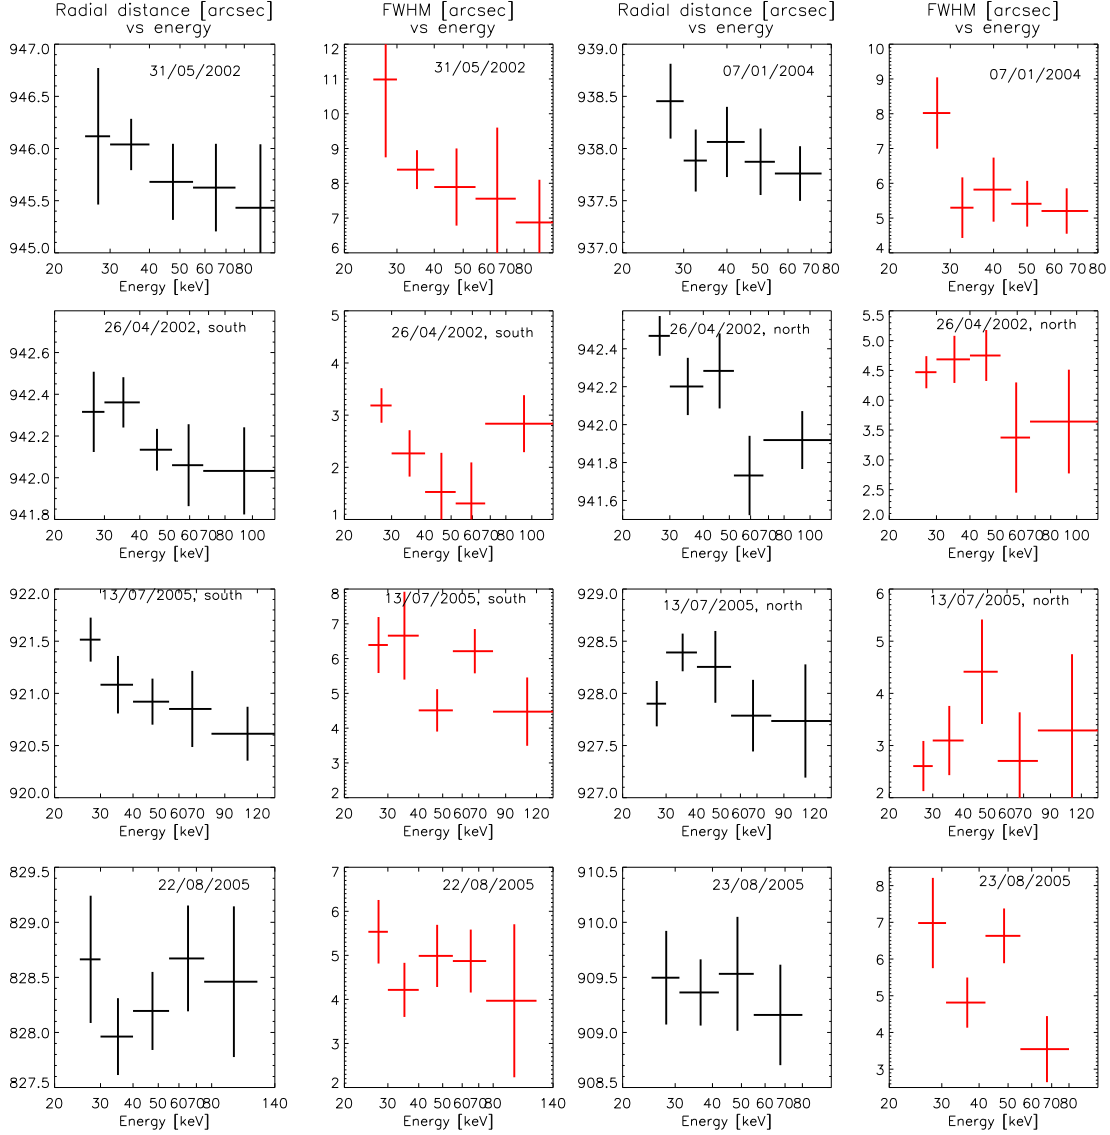 Radial distance [arcsec]
vs energy
FWHM [arcsec]
vs energy
Radial distance [arcsec]
vs energy
FWHM [arcsec]
vs energy
31/05/2002
947.0
946.5
946.0
945.5
945.0
20 30 40 50 60 70 80
Energy [keV]
31/05/2002
12
11
10
9
8
7
6
20 30 40 50 60 70 80
Energy [keV]
07/01/2004
939.0
938.5
938.0
937.5
937.0
20 30 40 50 60 70 80
Energy [keV]
07/01/2004
10
9
8
7
6
5
4
20 30 40 50 60 70 80
Energy [keV]
26/04/2002, south
942.6
942.4
942.2
942.0
941.8
20 30 40 50 60 70 80 100
Energy [keV]
26/04/2002, south
5
4
3
2
1
20 30 40 50 60 70 80 100
Energy [keV]
26/04/2002, north
942.4
942.2
942.0
941.8
941.6
20 30 40 50 60 70 80 100
Energy [keV]
26/04/2002, north
5.5
5.0
4.5
4.0
3.5
3.0
2.5
2.0
20 30 40 50 60 70 80 100
Energy [keV]
13/07/2005, south
922.0
921.5
921.0
920.5
920.0
20 30 40 50 60 70 90 120
Energy [keV]
13/07/2005, south
8
7
6
5
4
3
2
20 30 40 50 60 70 90 120
Energy [keV]
13/07/2005, north
929.0
928.5
928.0
927.5
927.0
20 30 40 50 60 70 90 120
Energy [keV]
13/07/2005, north
6
5
4
3
2
20 30 40 50 60 70 90 120
Energy [keV]
22/08/2005
829.5
829.0
828.5
828.0
827.5
20 30 40 50 60 70 80 140
Energy [keV]
22/08/2005
7
6
5
4
3
2
20 30 40 50 60 70 90 140
Energy [keV]
23/08/2005
910.5
910.0
909.5
909.0
908.5
20 30 40 50 60 70 80
Energy [keV]
23/08/2005
8
7
6
5
4
3
20 30 40 50 60 70 80
Energy [keV]